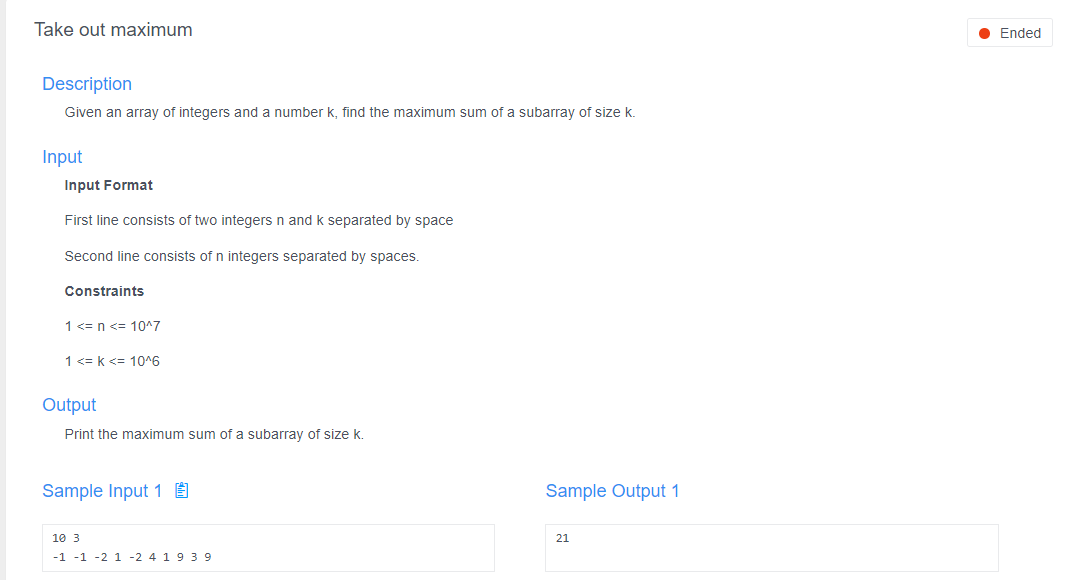 Take out maximum
Ended
Description
Given an array of integers and a number k, find the maximum sum of a subarray of size k.
Input
Input Format
First line consists of two integers n and k separated by space
Second line consists of n integers separated by spaces.
Constraints
1 <= n <= 10^7
1 <= k <= 10^6
Output
Print the maximum sum of a subarray of size k.
Sample Input 1
10 3
-1 -1 -2 1 -2 4 1 9 3 9
Sample Output 1
21